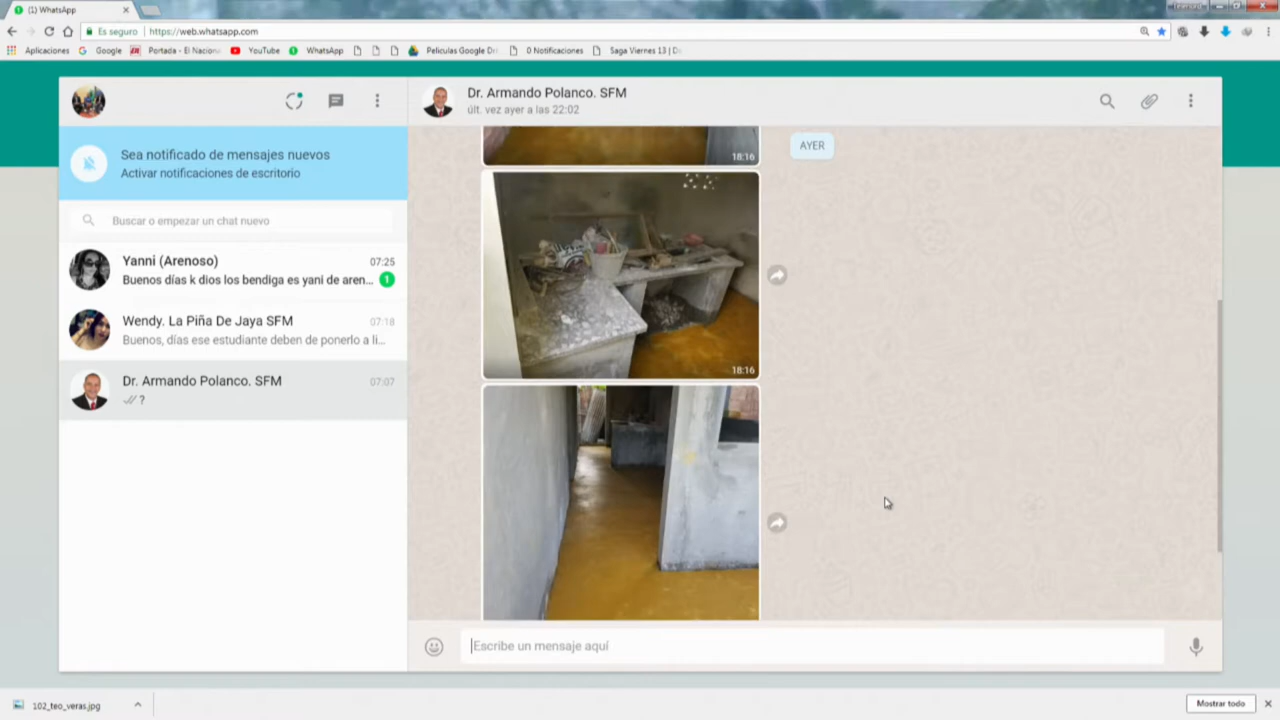 (1) WhatsApp
Es seguro
https://web.whatsapp.com
Aplicaciones
Google
Portada - El Nacion
YouTube
WhatsApp
Peliculas Google Dri
0 Notificaciones
Saga Viernes 13 | D
Dr. Armando Polanco. SFM
últ. vez ayer a las 22:02
Sea notificado de mensajes nuevos
Activar notificaciones de escritorio
Buscar o empezar un chat nuevo
Yanni (Arenoso)
07:25
Buenos días k dios los bendiga es yani de aren...
1
Wendy. La Piña De Jaya SFM
07:18
Buenos, días ese estudiante deben de ponerlo a li...
Dr. Armando Polanco. SFM
07:07
?
AYER
18:16
18:16
Escribe un mensaje aquí
102_teo_veras.jpg
Mostrar todo